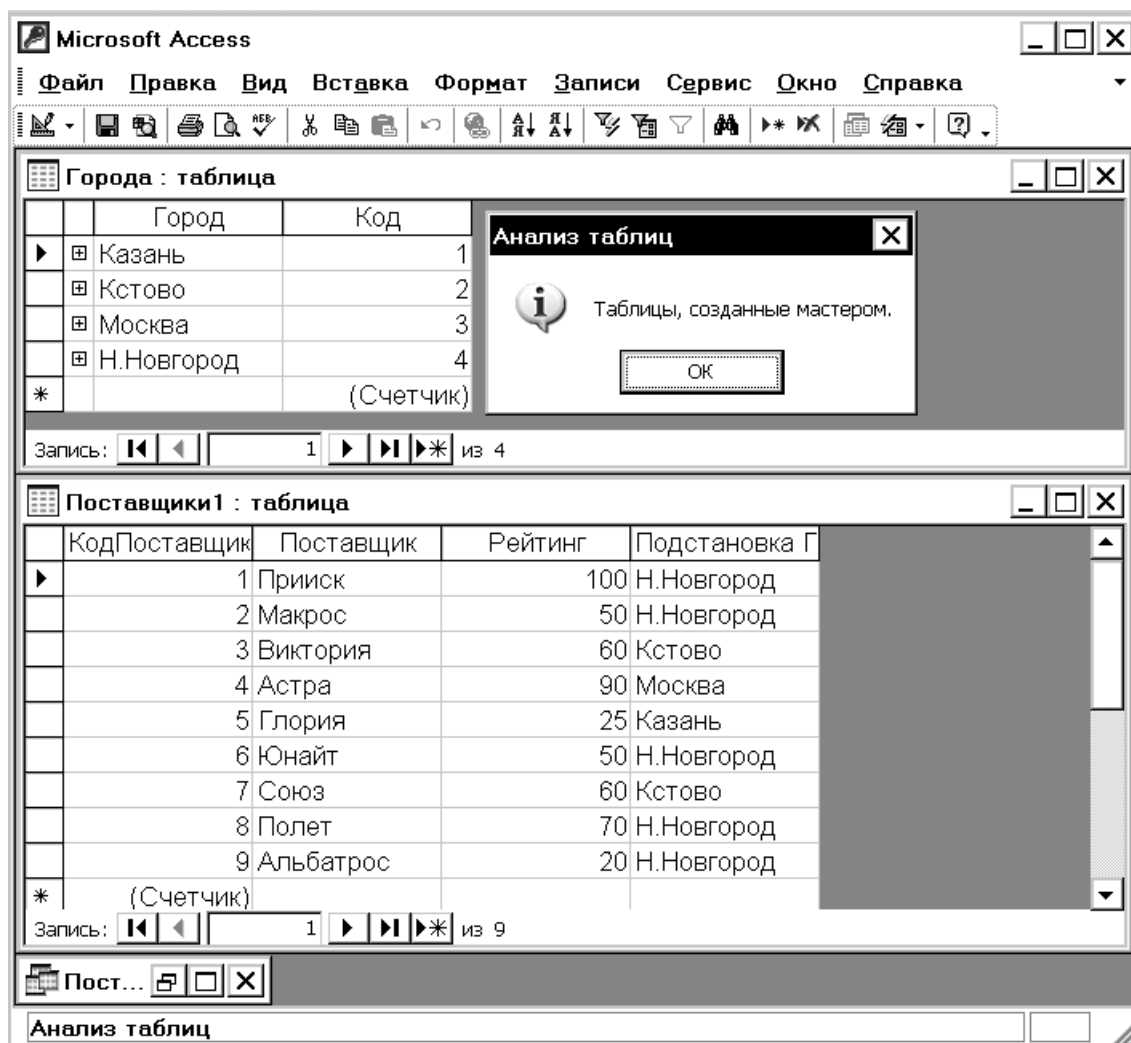 Microsoft Access
Файл Правка Вид Вставка Формат Записи Сервис Окно Справка
Города : таблица
Город Код
Казань 1
Кстово 2
Москва 3
Н.Новгород 4
(Счетчик)
Запись: 1 из 4
Анализ таблиц
Таблицы, созданные мастером.
ОК
Поставщики1 : таблица
КодПоставщик Поставщик Рейтинг Подстановка Г
1 Прииск 100 Н.Новгород
2 Макрос 50 Н.Новгород
3 Виктория 60 Кстово
4 Астра 90 Москва
5 Глория 25 Казань
6 Юнайт 50 Н.Новгород
7 Союз 60 Кстово
8 Полет 70 Н.Новгород
9 Альбатрос 20 Н.Новгород
(Счетчик)
Запись: 1 из 9
Пост...
Анализ таблиц